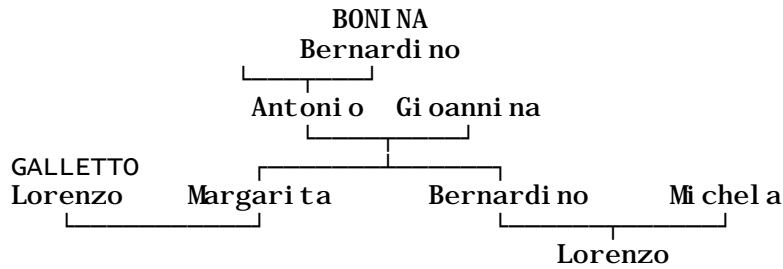 BONINA
Bernardino
Antonio Gioannina
GALLETTO
Lorenzo Margarita Bernardino Michela
Lorenzo